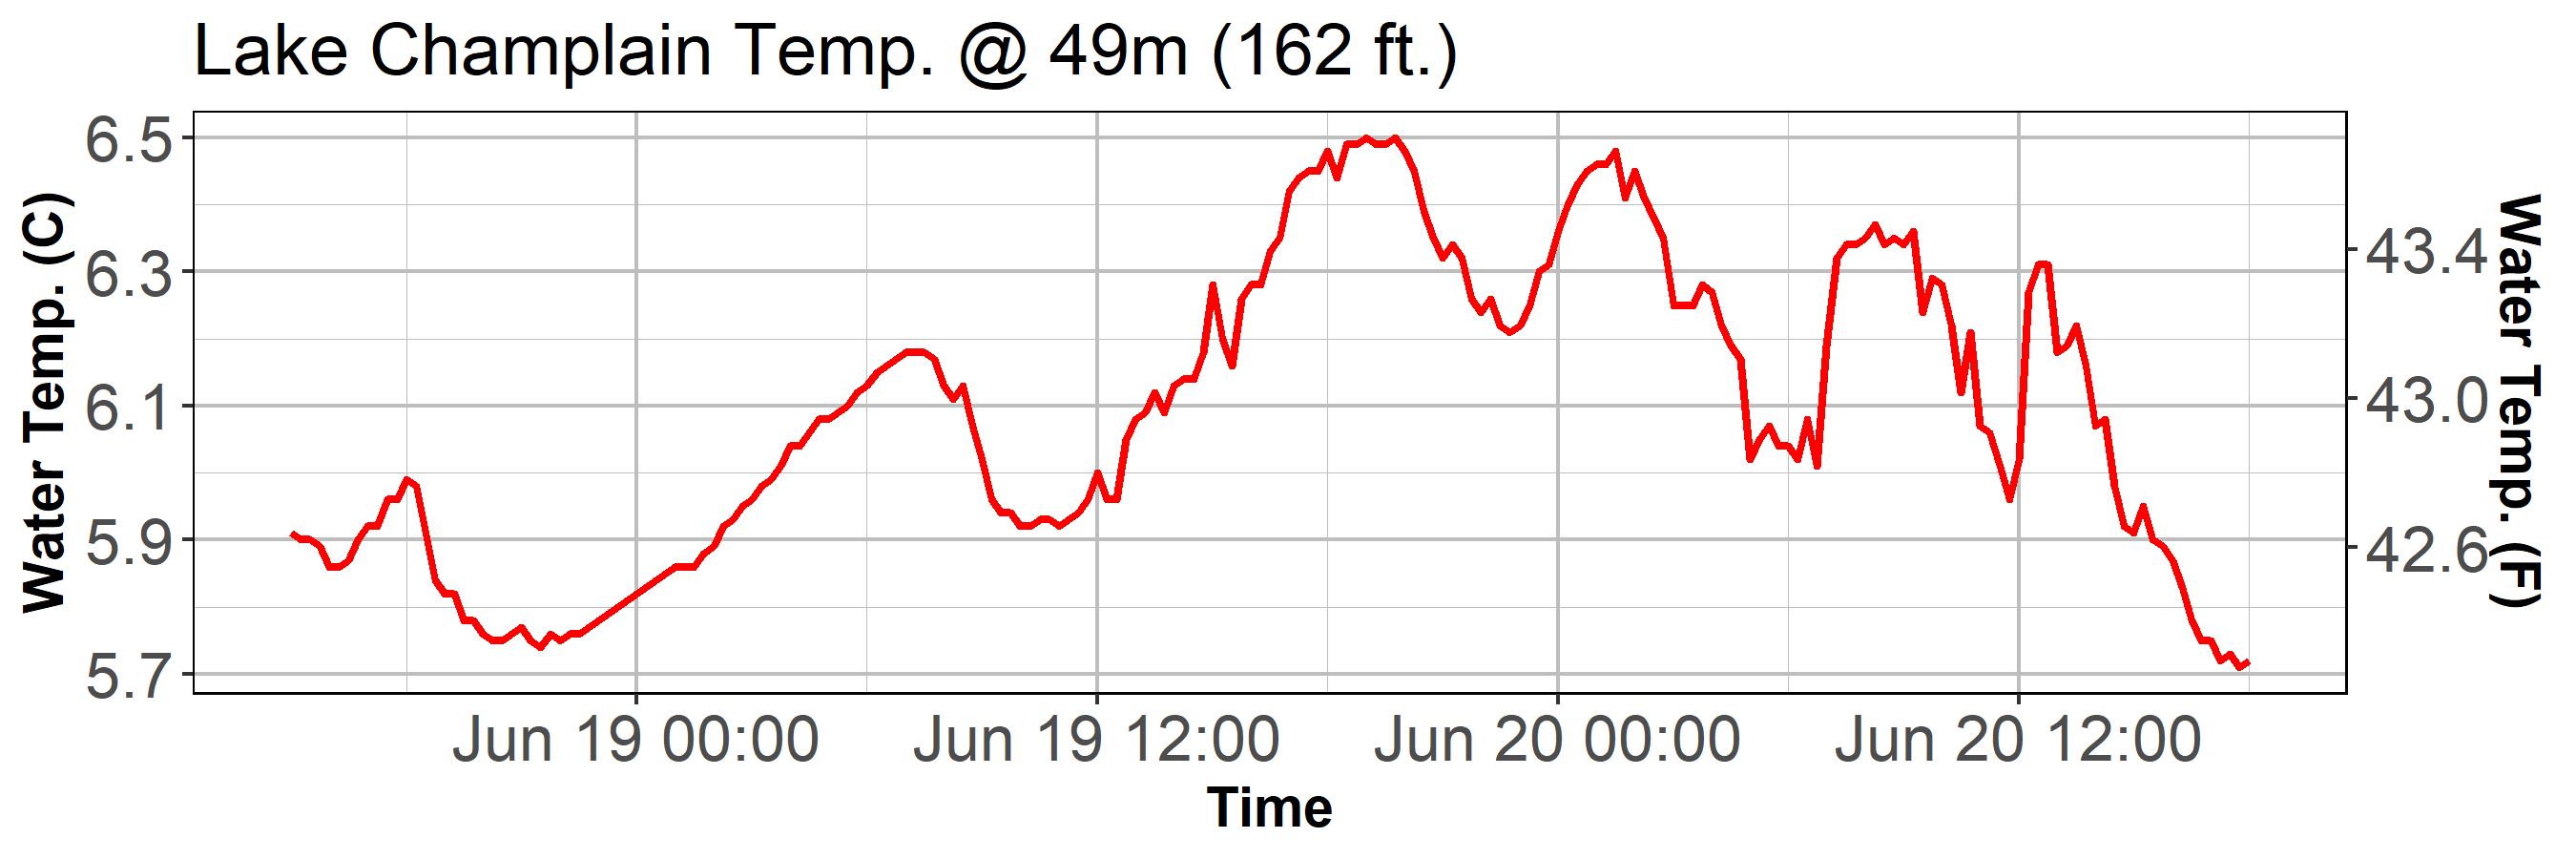 Lake Champlain Temp. @ 49m (162 ft.)
Water Temp. (C)
6.5
6.3
6.1
5.9
5.7
43.4
43.0
42.6
Water Temp. (F)
Jun 19 00:00
Jun 19 12:00
Jun 20 00:00
Jun 20 12:00
Time